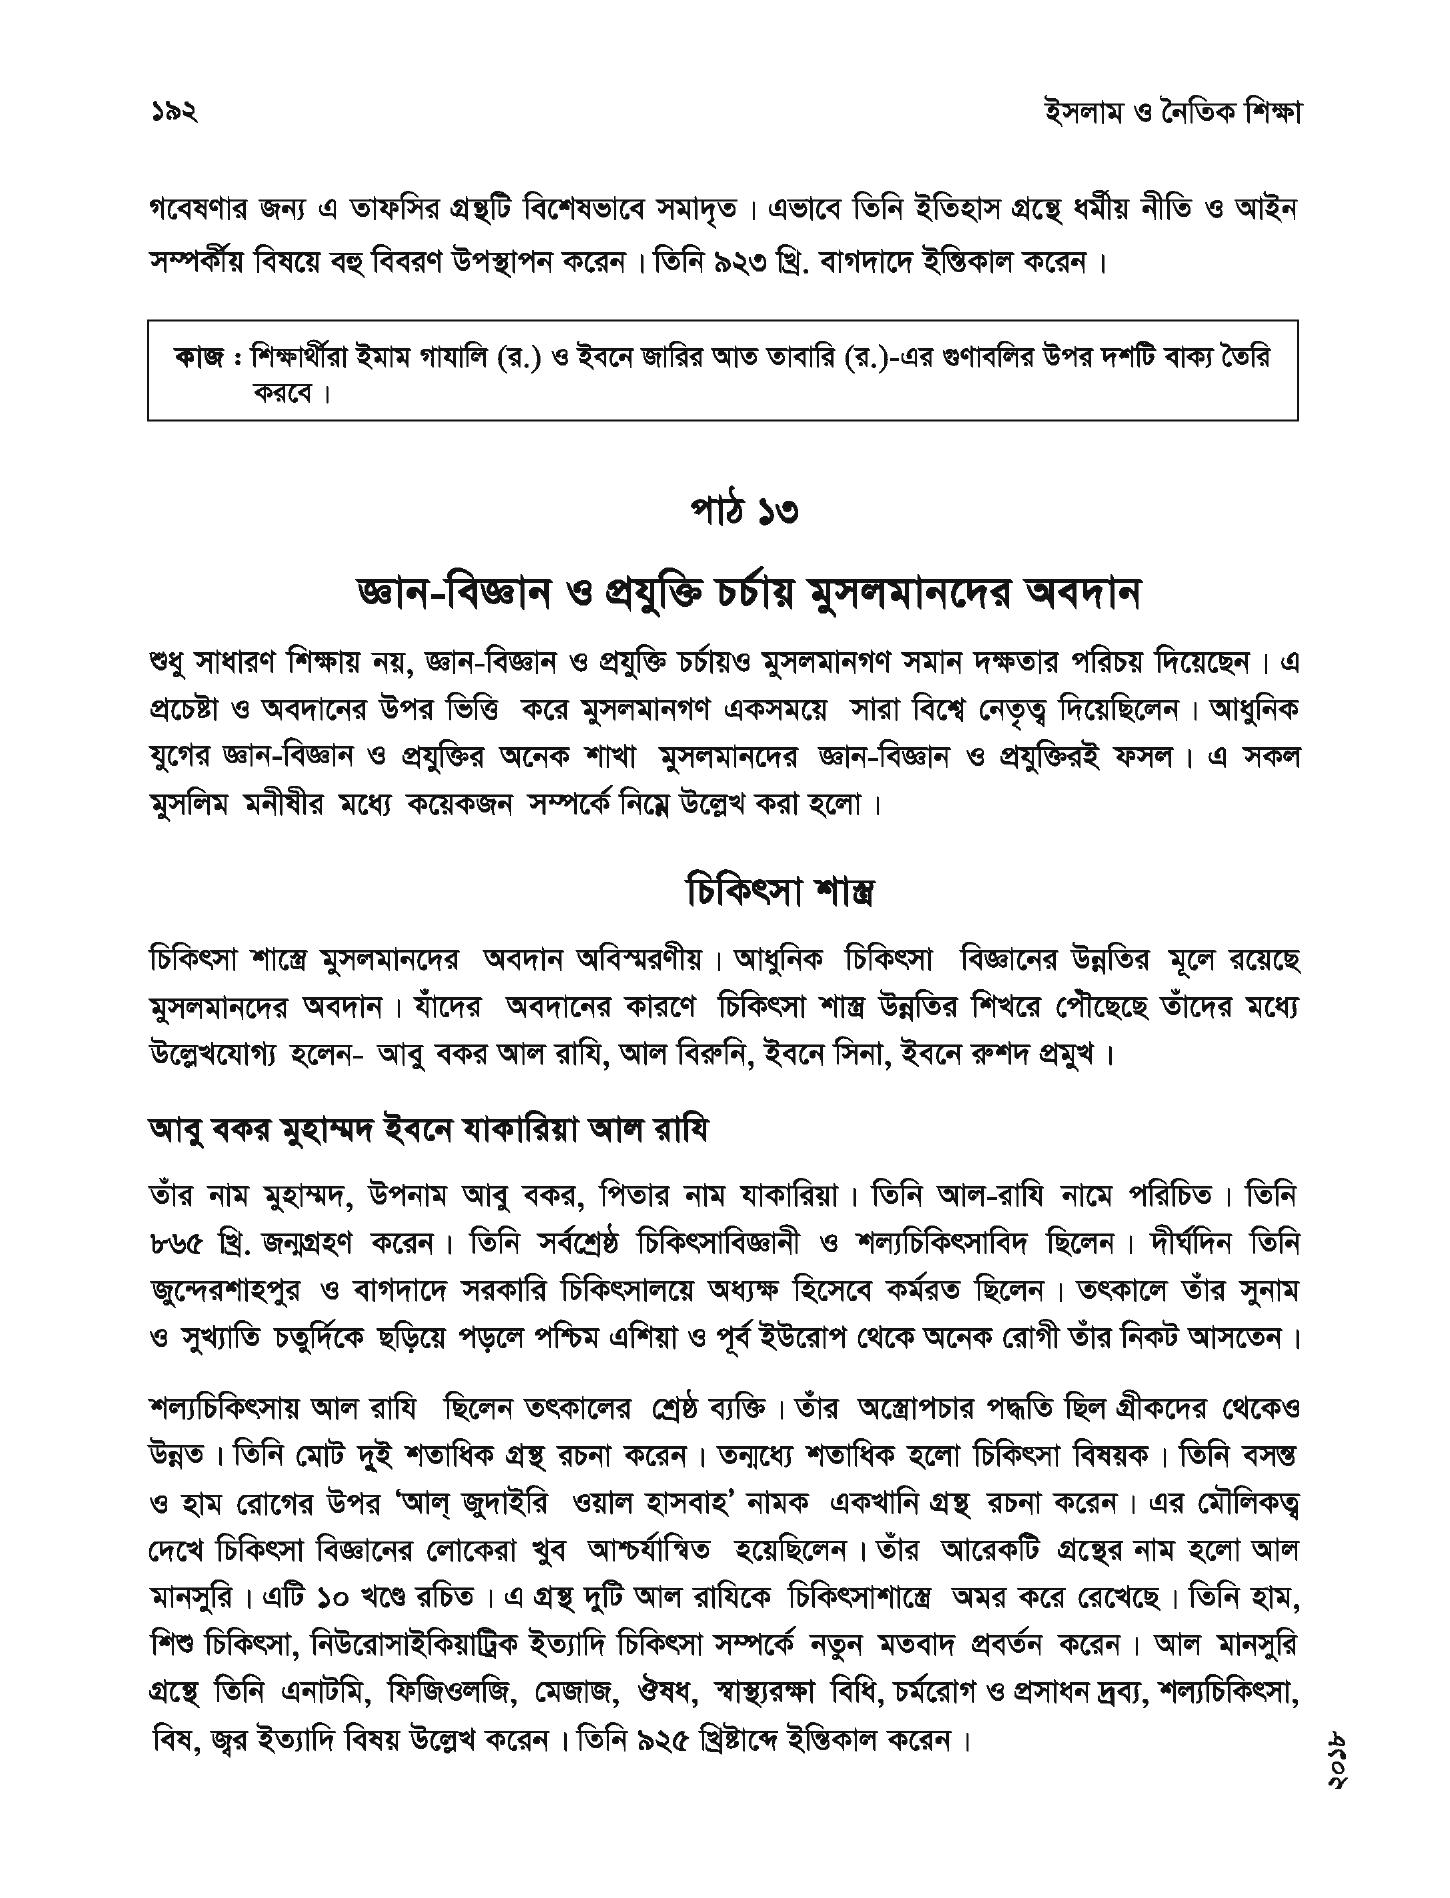 ১৯২
ইসলাম ও নৈতিক শিক্ষা
গবেষণার জন্য এ তাফসির গ্রন্থটি বিশেষভাবে সমাদৃত। এভাবে তিনি ইতিহাস গ্রন্থে ধর্মীয় নীতি ও আইন
সম্পর্কীয় বিষয়ে বহু বিবরণ উপস্থাপন করেন। তিনি ৯২৩ খ্রি. বাগদাদে ইন্তিকাল করেন।
কাজ : শিক্ষার্থীরা ইমাম গাযালি (র.) ও ইবনে জারির আত তাবারি (র.)-এর গুণাবলির উপর দশটি বাক্য তৈরি
করবে।
পাঠ ১৩
জ্ঞান-বিজ্ঞান ও প্রযুক্তি চর্চায় মুসলমানদের অবদান
শুধু সাধারণ শিক্ষায় নয়, জ্ঞান-বিজ্ঞান ও প্রযুক্তি চর্চায়ও মুসলমানগণ সমান দক্ষতার পরিচয় দিয়েছেন। এ
প্রচেষ্টা ও অবদানের উপর ভিত্তি করে মুসলমানগণ একসময়ে সারা বিশ্বে নেতৃত্ব দিয়েছিলেন। আধুনিক
যুগের জ্ঞান-বিজ্ঞান ও প্রযুক্তির অনেক শাখা মুসলমানদের জ্ঞান-বিজ্ঞান ও প্রযুক্তিরই ফসল। এ সকল
মুসলিম মনীষীর মধ্যে কয়েকজন সম্পর্কে নিম্নে উল্লেখ করা হলো।
চিকিৎসা শাস্ত্র
চিকিৎসা শাস্ত্রে মুসলমানদের অবদান অবিস্মরণীয়। আধুনিক চিকিৎসা বিজ্ঞানের উন্নতির মূলে রয়েছে
মুসলমানদের অবদান। যাঁদের অবদানের কারণে চিকিৎসা শাস্ত্র উন্নতির শিখরে পৌঁছেছে তাঁদের মধ্যে
উল্লেখযোগ্য হলেন- আবু বকর আল রাযি, আল বিরুনি, ইবনে সিনা, ইবনে রুশদ প্রমুখ।
আবু বকর মুহাম্মদ ইবনে যাকারিয়া আল রাযি
তাঁর নাম মুহাম্মদ, উপনাম আবু বকর, পিতার নাম যাকারিয়া। তিনি আল-রাযি নামে পরিচিত। তিনি
৮৬৫ খ্রি. জন্মগ্রহণ করেন। তিনি সর্বশ্রেষ্ঠ চিকিৎসাবিজ্ঞানী ও শল্যচিকিৎসাবিদ ছিলেন। দীর্ঘদিন তিনি
জুন্দেরশাহপুর ও বাগদাদে সরকারি চিকিৎসালয়ে অধ্যক্ষ হিসেবে কর্মরত ছিলেন। তৎকালে তাঁর সুনাম
ও সুখ্যাতি চতুর্দিকে ছড়িয়ে পড়লে পশ্চিম এশিয়া ও পূর্ব ইউরোপ থেকে অনেক রোগী তাঁর নিকট আসতেন।
শল্যচিকিৎসায় আল রাযি ছিলেন তৎকালের শ্রেষ্ঠ ব্যক্তি। তাঁর অস্ত্রোপচার পদ্ধতি ছিল গ্রীকদের থেকেও
উন্নত। তিনি মোট দুই শতাধিক গ্রন্থ রচনা করেন। তন্মধ্যে শতাধিক হলো চিকিৎসা বিষয়ক। তিনি বসন্ত
ও হাম রোগের উপর ‘আল্ জুদাইরি ওয়াল হাসবাহ’ নামক একখানি গ্রন্থ রচনা করেন। এর মৌলিকত্ব
দেখে চিকিৎসা বিজ্ঞানের লোকেরা খুব আশ্চর্যান্বিত হয়েছিলেন। তাঁর আরেকটি গ্রন্থের নাম হলো আল
মানসুরি। এটি ১০ খণ্ডে রচিত। এ গ্রন্থ দুটি আল রাযিকে চিকিৎসাশাস্ত্রে অমর করে রেখেছে। তিনি হাম,
শিশু চিকিৎসা, নিউরোসাইকিয়াট্রিক ইত্যাদি চিকিৎসা সম্পর্কে নতুন মতবাদ প্রবর্তন করেন। আল মানসুরি
গ্রন্থে তিনি এনাটমি, ফিজিওলজি, মেজাজ, ঔষধ, স্বাস্থ্যরক্ষা বিধি, চর্মরোগ ও প্রসাধন দ্রব্য, শল্যচিকিৎসা,
বিষ, জ্বর ইত্যাদি বিষয় উল্লেখ করেন। তিনি ৯২৫ খ্রিষ্টাব্দে ইন্তিকাল করেন।
২০১৮